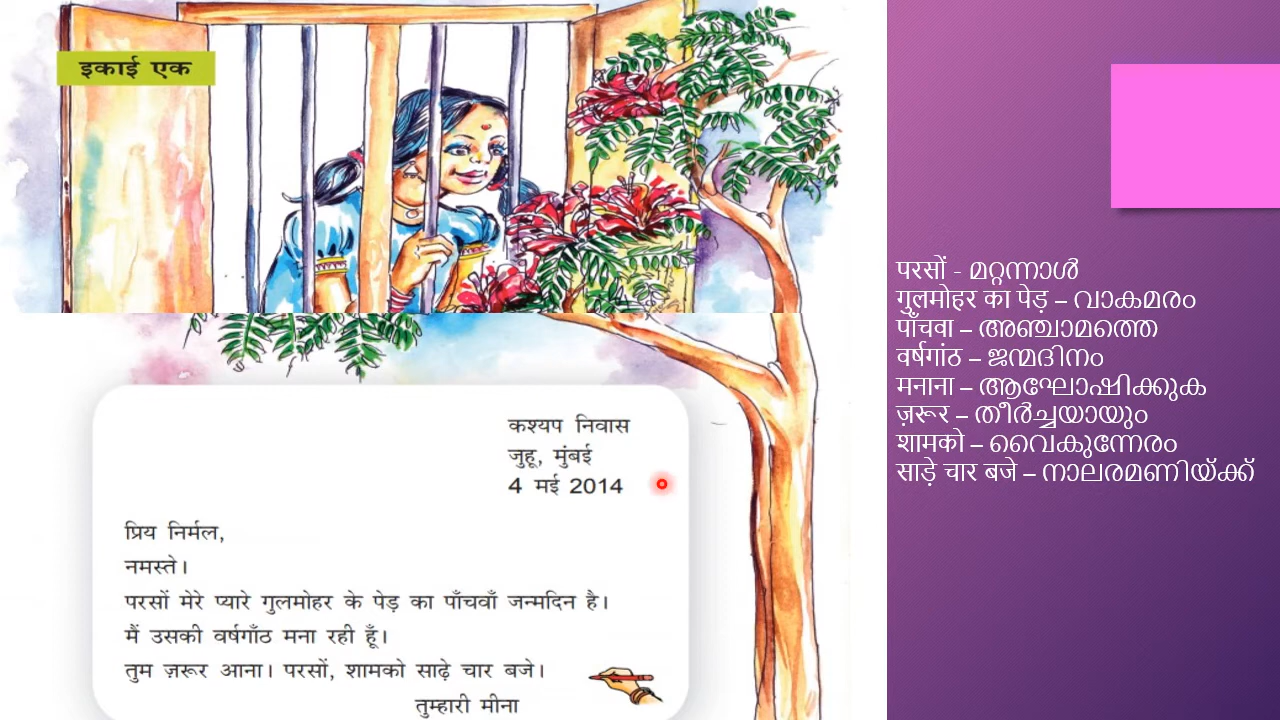 इकाई एक
कश्यप निवास
जुहू, मुंबई
4 मई 2014
प्रिय निर्मल,
नमस्ते।
परसों मेरे प्यारे गुलमोहर के पेड़ का पाँचवाँ जन्मदिन है।
मैं उसकी वर्षगाँठ मना रही हूँ।
तुम ज़रूर आना। परसों, शामको साढ़े चार बजे।
तुम्हारी मीना
परसों - മറ്റന്നാൾ
गुलमोहर का पेड़ – വാകമരം
पाँचवा – അഞ്ചാമത്തെ
वर्षगांठ – ജന്മദിനം
मनाना – ആഘോഷിക്കുക
ज़रूर – തീർച്ചയായും
शामको – വൈകുന്നേരം
साड़े चार बजे – നാലരമണിയ്ക്ക്